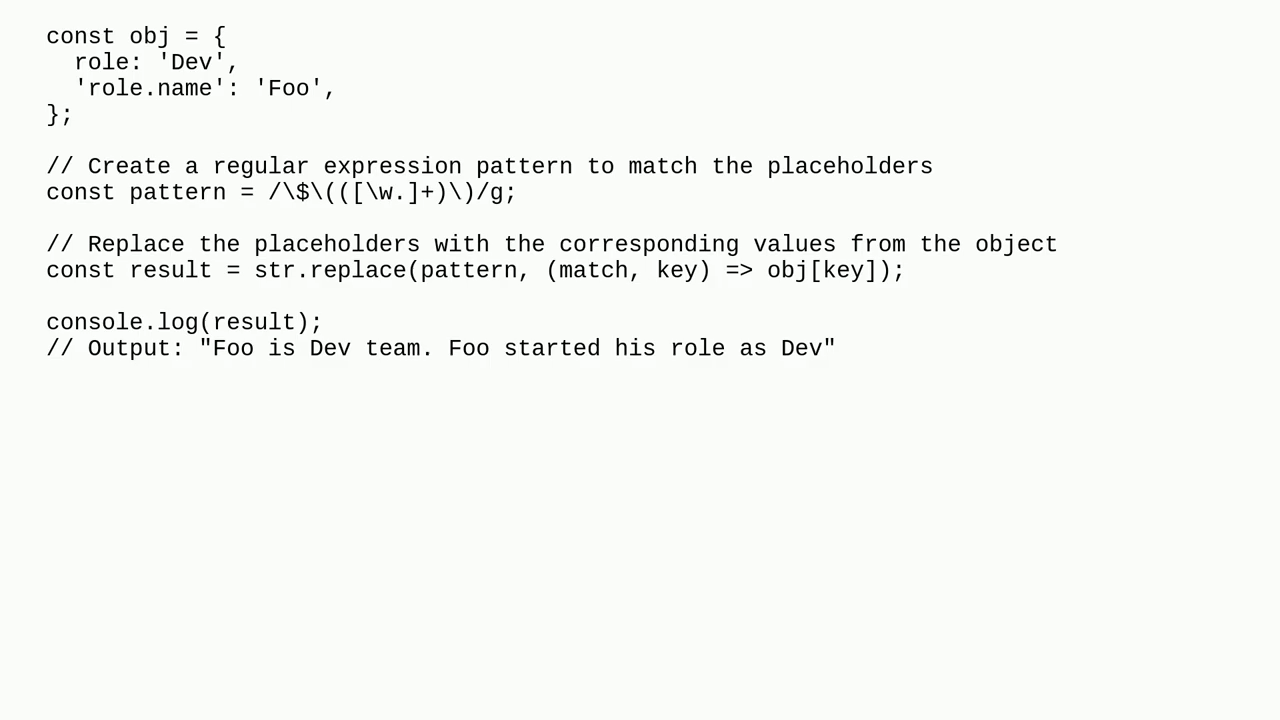 const obj = {
  role: 'Dev',
  'role.name': 'Foo',
};

// Create a regular expression pattern to match the placeholders
const pattern = /\$\(([\w.]+)\)/g;

// Replace the placeholders with the corresponding values from the object
const result = str.replace(pattern, (match, key) => obj[key]);

console.log(result);
// Output: "Foo is Dev team. Foo started his role as Dev"